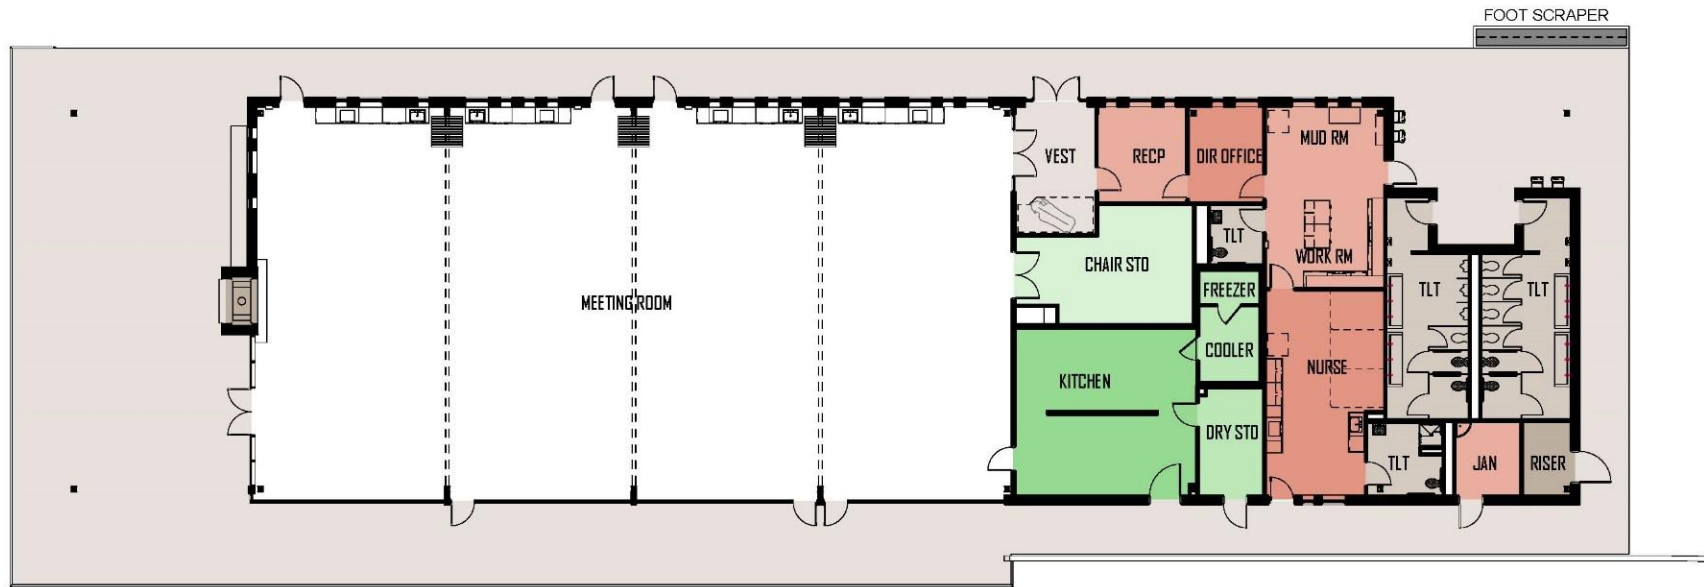 FOOT SCRAPER
MUD RM
VEST
RECP
DIR OFFICE
TLT
WORK RM
CHAIR STO
FREEZER
TLT
TLT
MEETING ROOM
COOLER
NURSE
KITCHEN
DRY STO
TLT
JAN
RISER